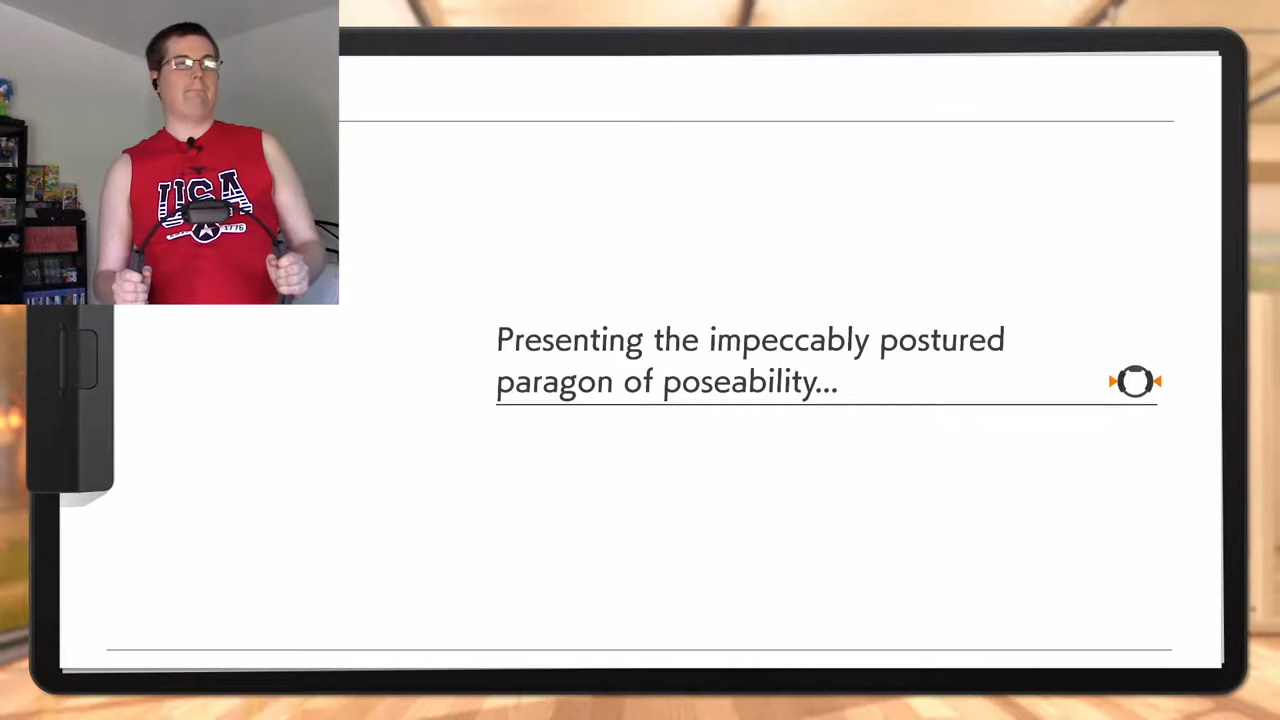 USA
1776
Presenting the impeccably postured
paragon of poseability...